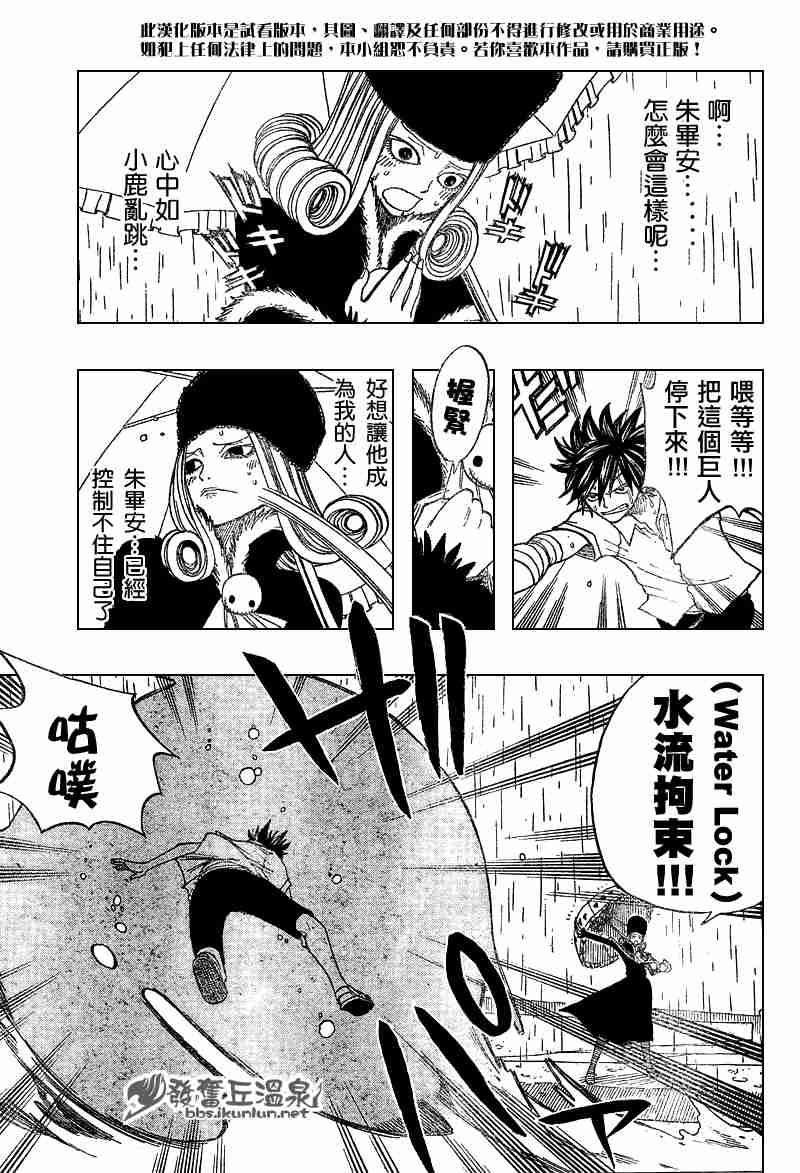 此漢化版本是試看版本，其圖、翻譯及任何部份不得進行修改或用於商業用途。
如犯上任何法律上的問題，本小組恕不負責。若你喜歡本作品，請購買正版！
啊…
朱畢安……
怎麼會這樣呢…
心中如
小鹿亂跳…
ドキ
ドキ
ドキ
喂等等!!!
把這個巨人
停下來!!!
握緊
好想讓他成
為我的人…
朱畢安…已經
控制不住自己了
(Water Lock)
水流拘束!!!
咕噗
發奮丘溫泉
bbs.ikunlun.net